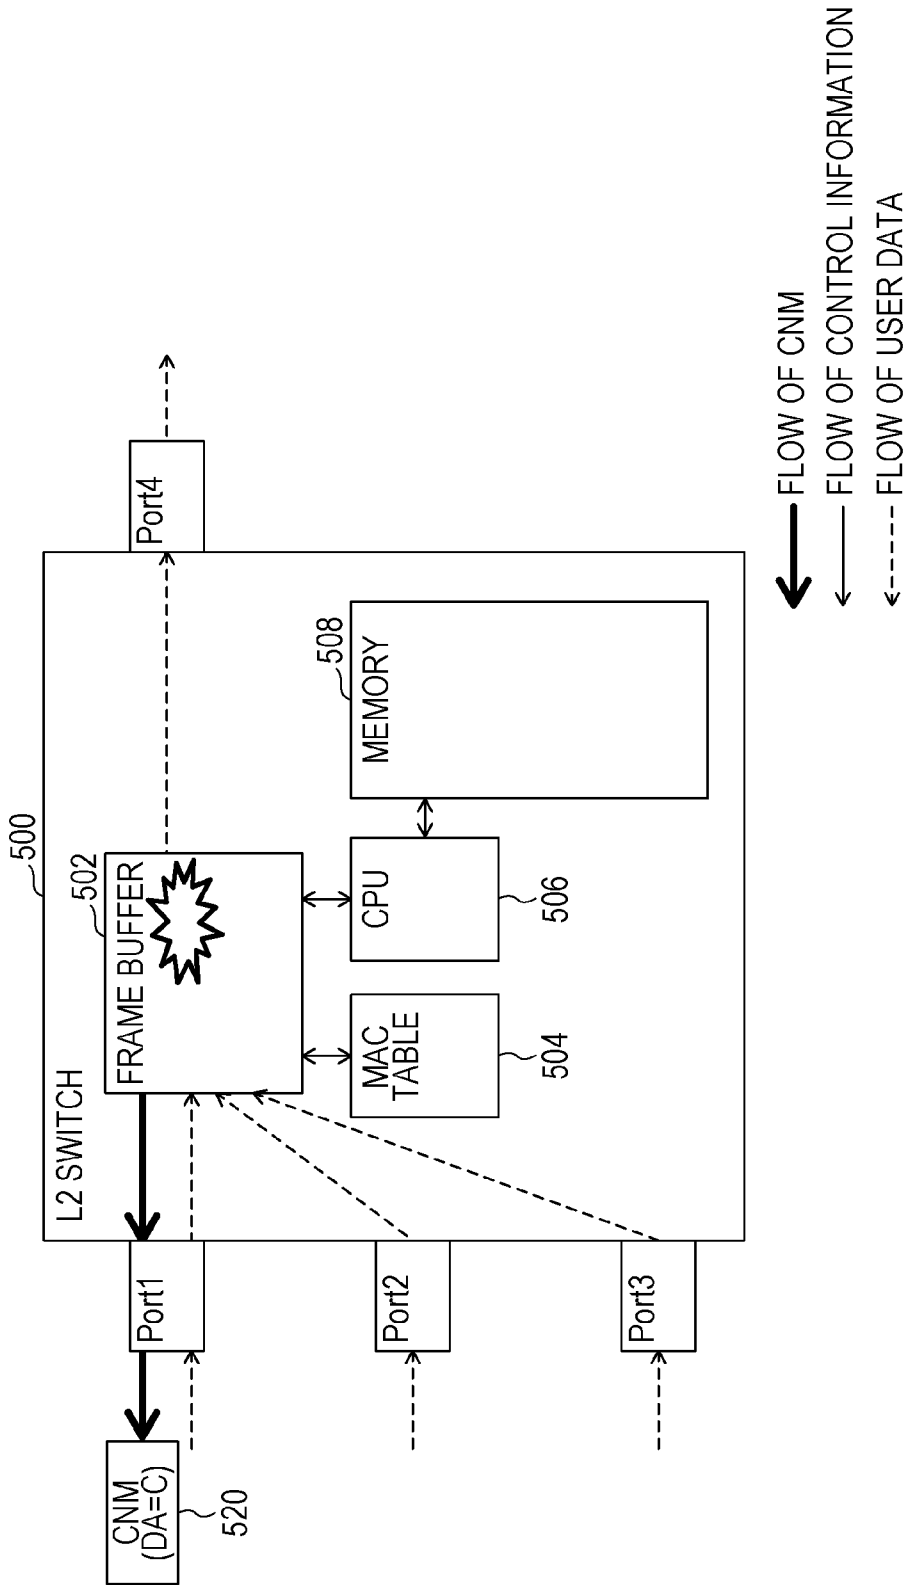 500
L2 SWITCH
502
FRAME BUFFER
Port4
Port1
CNM
(DA=C)
520
508
MEMORY
CPU
506
MAC
TABLE
504
Port2
Port3
FLOW OF CNM
FLOW OF CONTROL INFORMATION
FLOW OF USER DATA